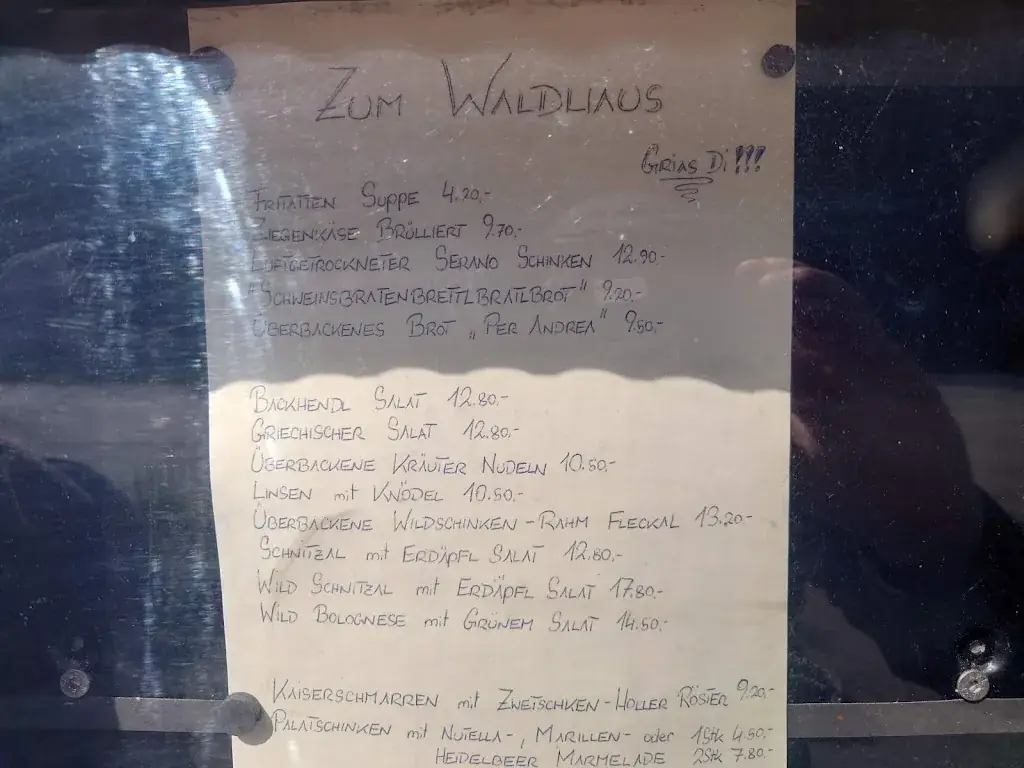 ZUM WALDHAUS
GRIAS Di!!!
FRITATTEN SUPPE 4.20,-
ZIEGENKÄSE BRÜLLIERT 9.70,-
LUFTGETROCKNETER SERANO SCHINKEN 12.90-
"SCHWEINSBRATENBRETTLBRATLBROT" 9.20,-
ÜBERBACKENES BROT „PER ANDREA" 9.50,-
BACKHENDL SALAT 12.80,-
GRIECHISCHER SALAT 12.80,-
ÜBERBACKENE KRÄUTER NUDELN 10.50,-
LINSEN mit KNÖDEL 10.50,-
ÜBERBACKENE WILDSCHINKEN-RAHM FLECKAL 13.20-
SCHNITZAL mit ERDÄPFL SALAT 12.80,-
WILD SCHNITZAL mit ERDÄPFL SALAT 17.80,-
WILD BOLOGNESE mit GRÜNEM SALAT 14.50,-
KAISERSCHMARREN mit ZWETSCHKEN-HOLLER RÖSTER 9.20,-
PALATSCHINKEN mit NUTELLA-, MARILLEN- oder 1Stk 4.50,-
HEIDELBEER MARMELADE 2Stk 7.80,-